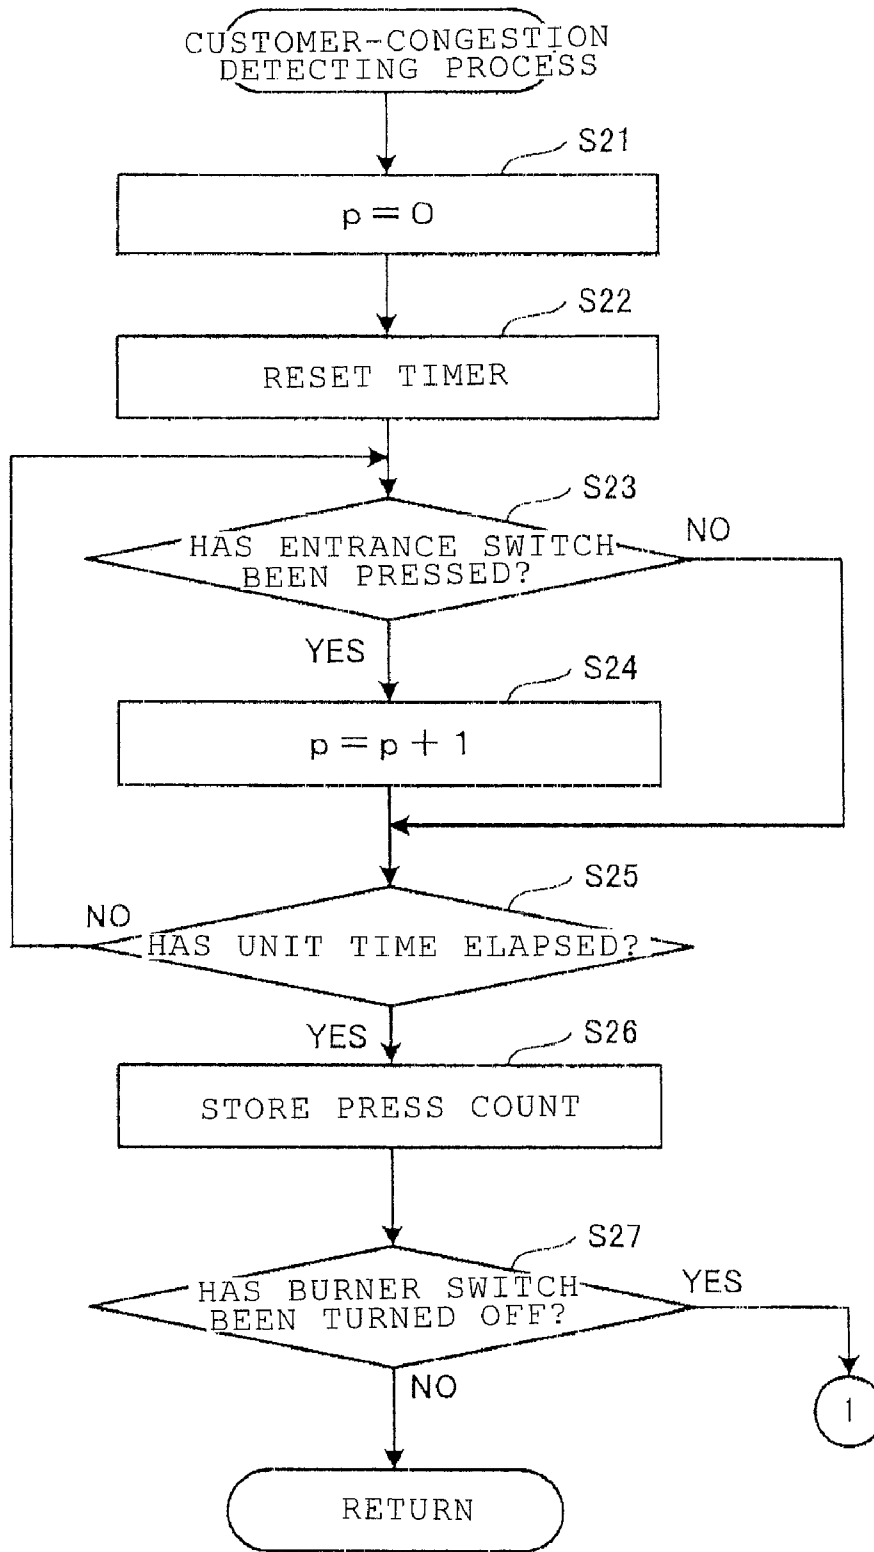 CUSTOMER-CONGESTION
DETECTING PROCESS
S21
p=0
S22
RESET TIMER
S23
HAS ENTRANCE SWITCH
BEEN PRESSED?
NO
YES
S24
p=p+1
S25
NO
HAS UNIT TIME ELAPSED?
YES
S26
STORE PRESS COUNT
S27
HAS BURNER SWITCH
BEEN TURNED OFF?
YES
NO
1
RETURN